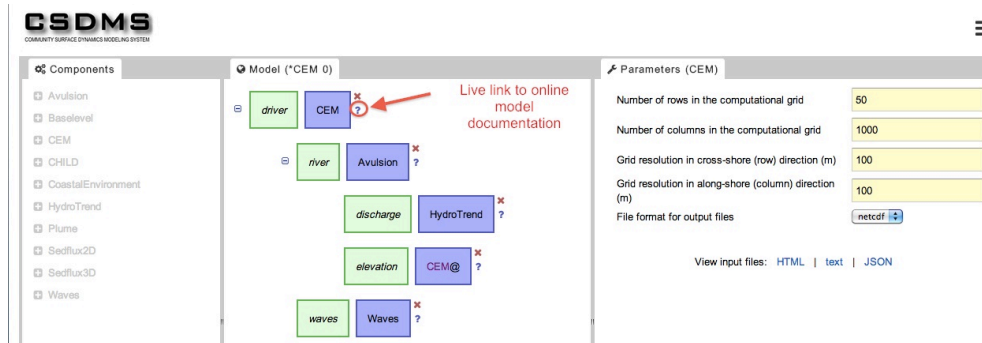 CSDMS
COMMUNITY SURFACE DYNAMICS MODELING SYSTEM
Components
Avulsion
Baselevel
CEM
CHILD
CoastalEnvironment
HydroTrend
Plume
Sedflux2D
Sedflux3D
Waves
Model (*CEM 0)
driver CEM ?
Live link to online
model
documentation
river Avulsion ?
discharge HydroTrend ?
elevation CEM@ ?
waves Waves ?
Parameters (CEM)
Number of rows in the computational grid 50
Number of columns in the computational grid 1000
Grid resolution in cross-shore (row) direction (m) 100
Grid resolution in along-shore (column) direction
(m) 100
File format for output files netcdf
View input files: HTML | text | JSON